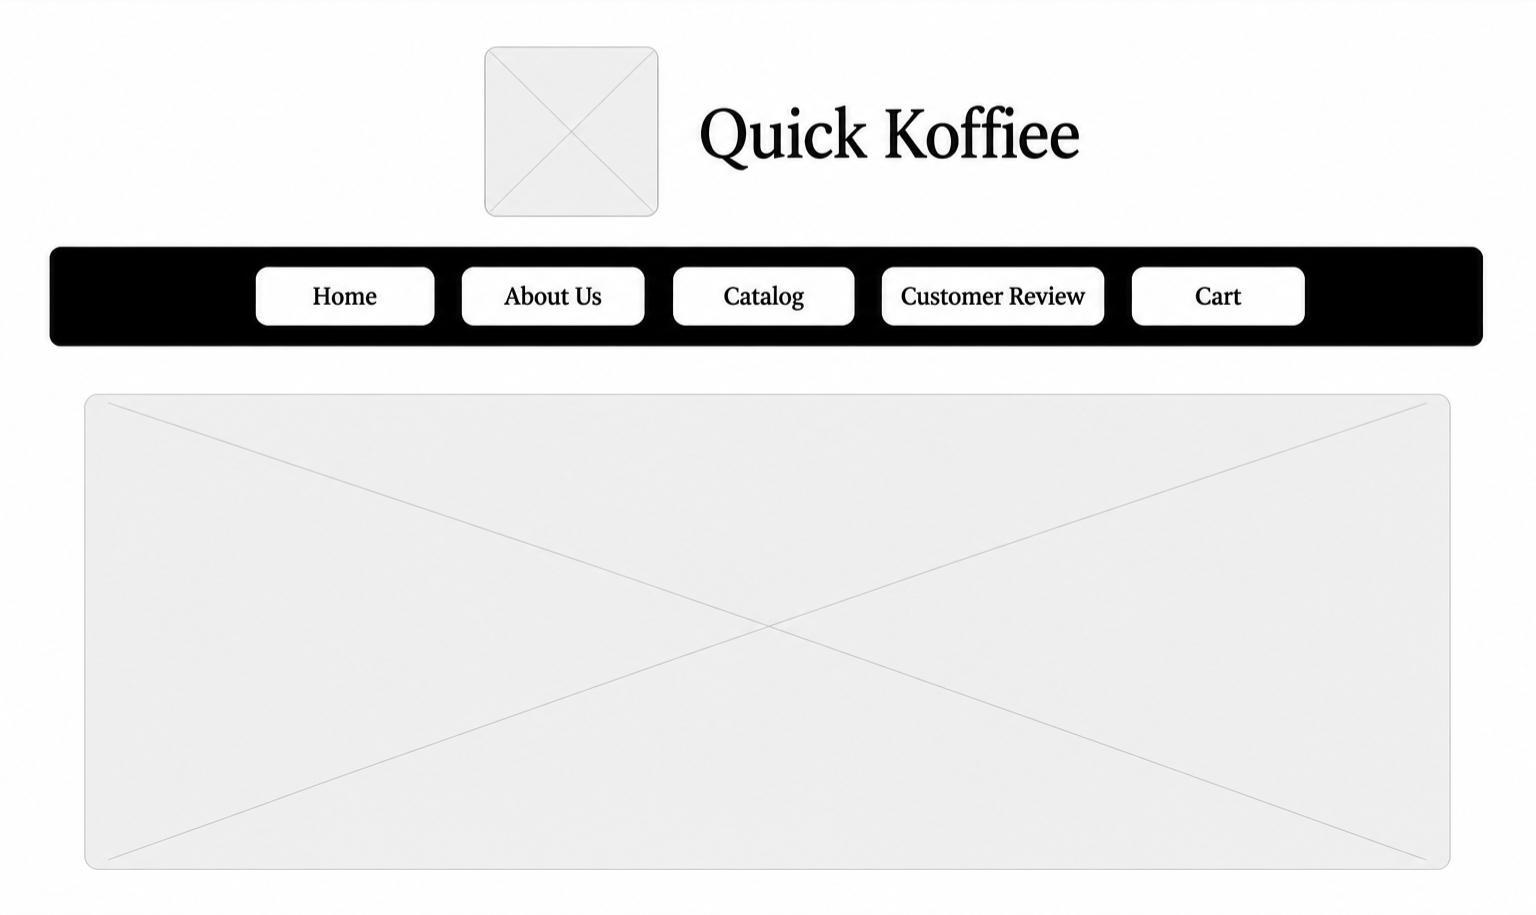 Quick Koffiee
Home
About Us
Catalog
Customer Review
Cart